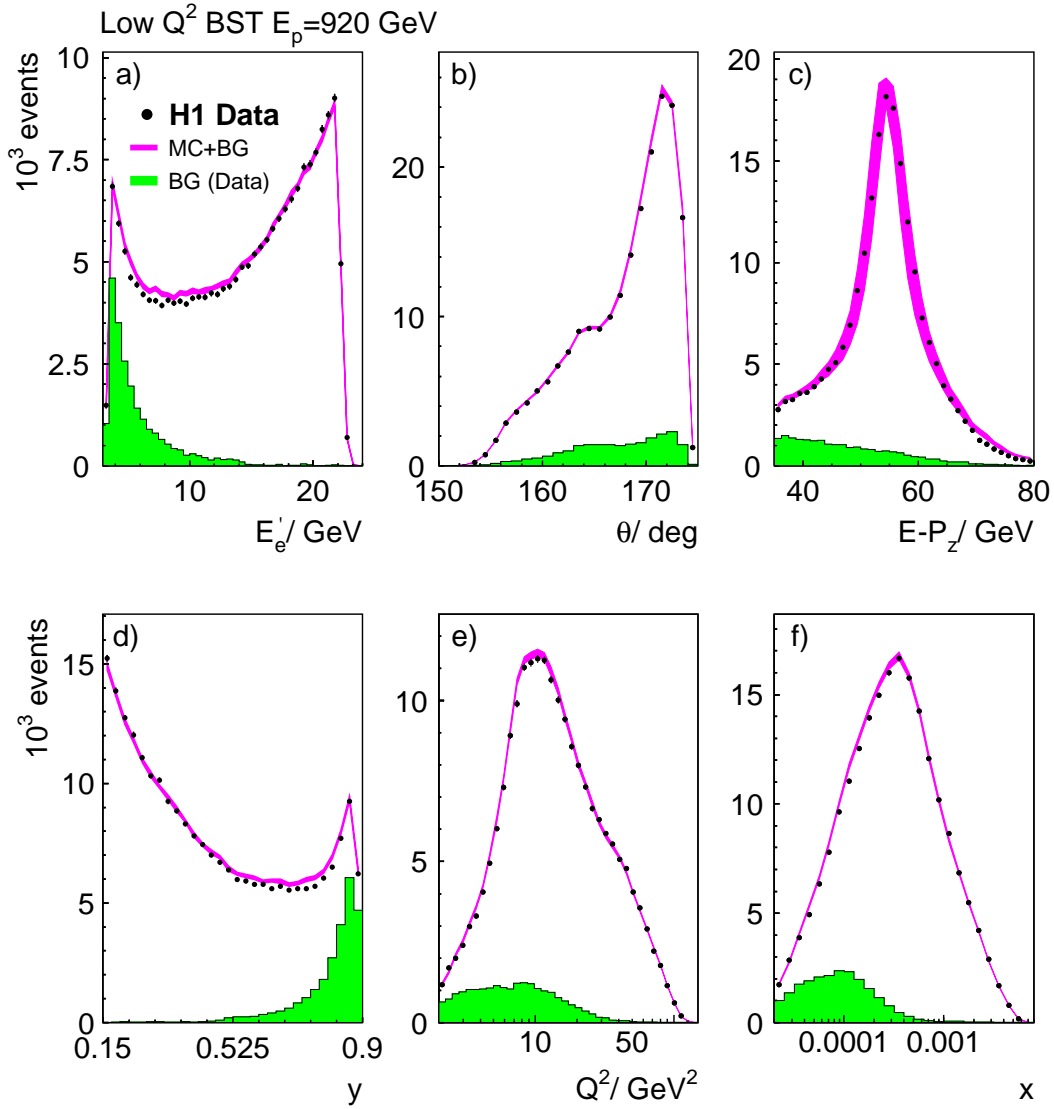 Low Q² BST Eₚ=920 GeV
10³ events
a)
H1 Data
MC+BG
BG (Data)
10
7.5
5
2.5
0
10 20
Eₑ'/ GeV
b)
20
10
0
150 160 170
θ/ deg
c)
20
15
10
5
0
40 60 80
E-P_z/ GeV
10³ events
d)
15
10
5
0
0.15 0.525 0.9
y
e)
10
5
0
10 50
Q²/ GeV²
f)
15
10
5
0
0.0001 0.001
x